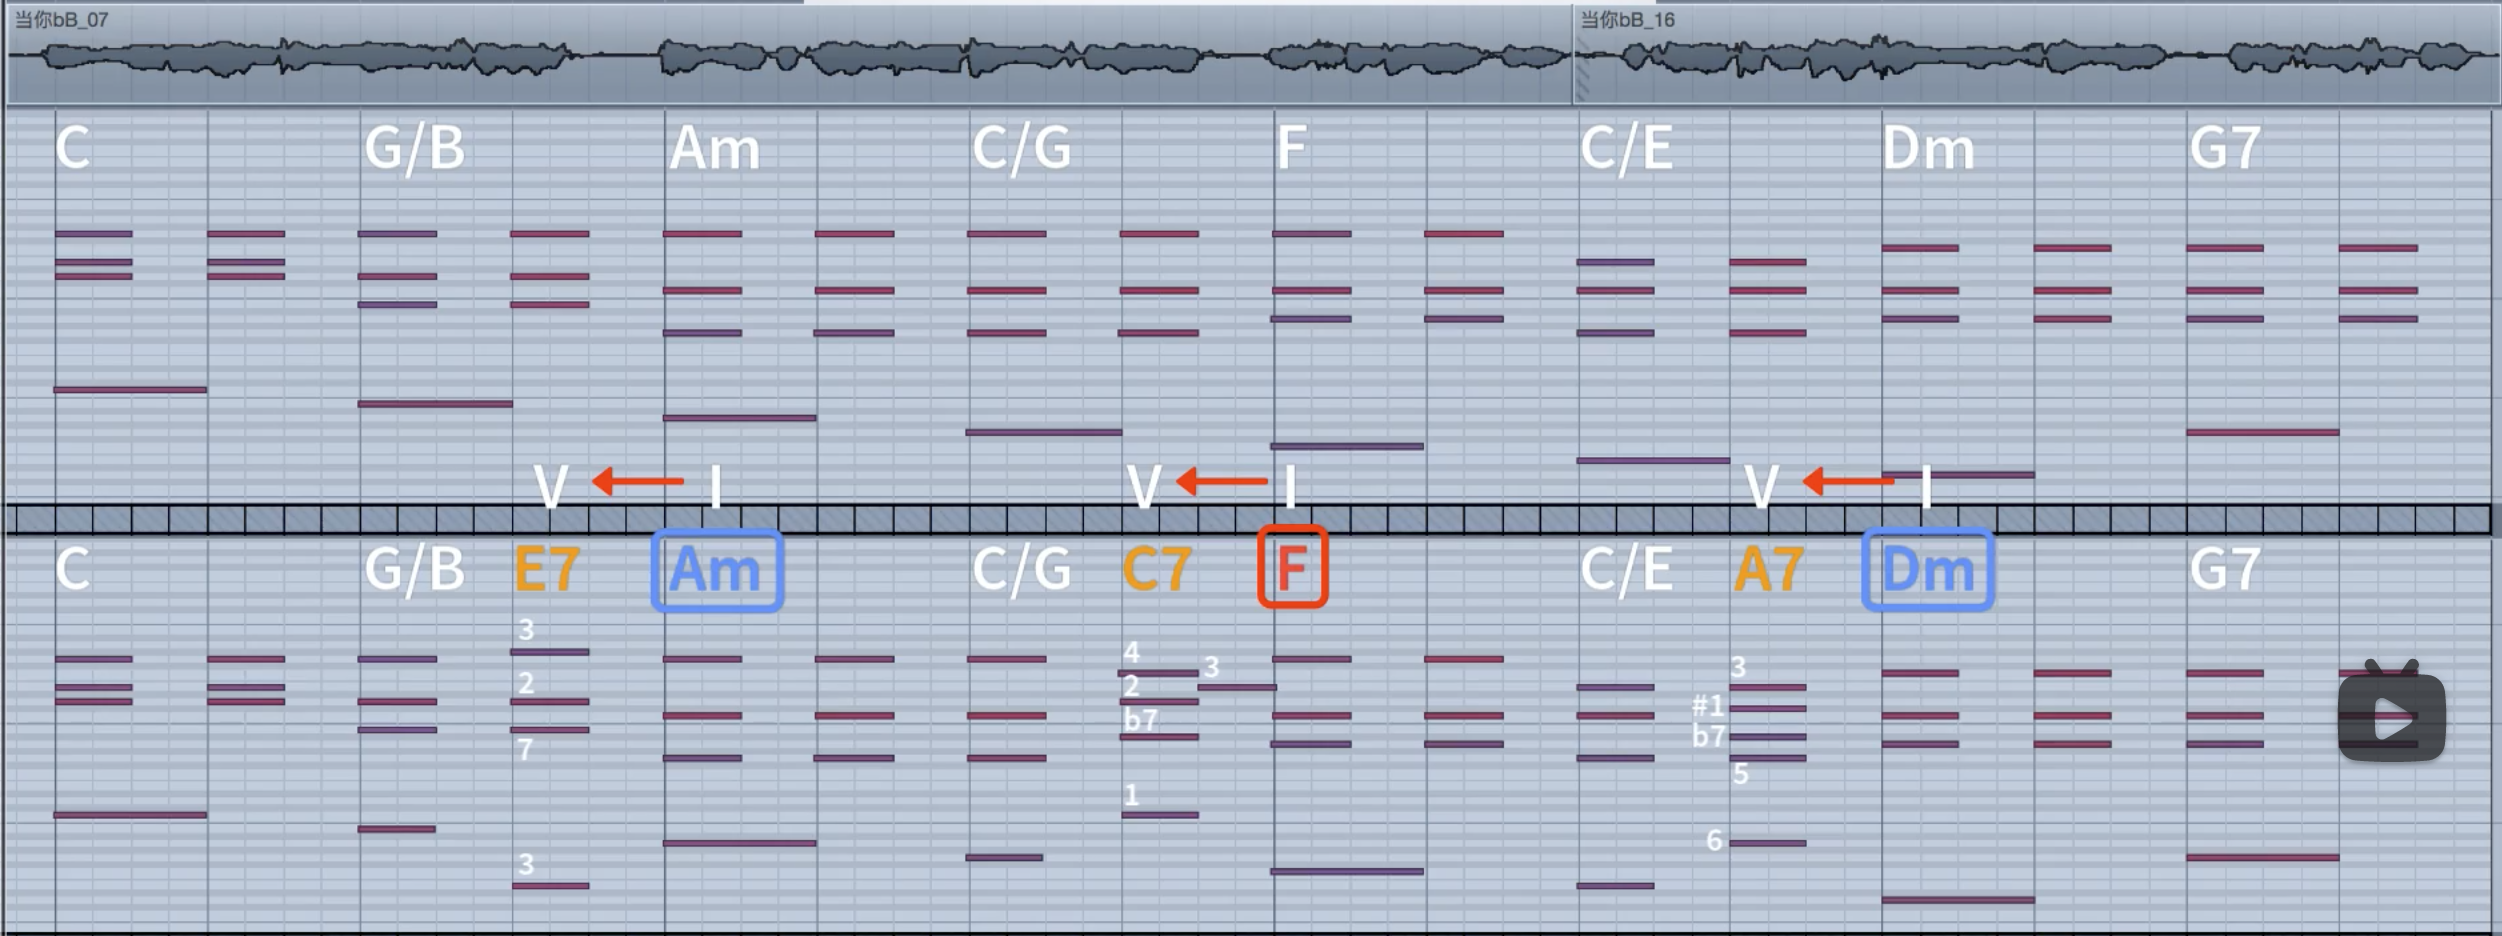 当你bB_07 当你bB_16
C G/B Am C/G F C/E Dm G7
V I V I V I
C G/B E7 Am C/G C7 F C/E A7 Dm G7
3
4 3
2 2 3
#1
b7 b7
7
5
1
6
3